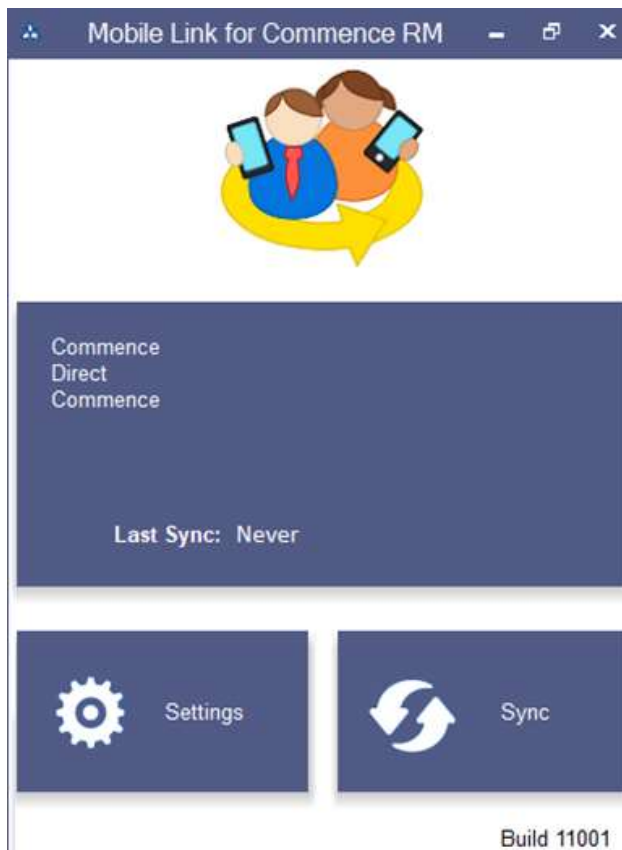 Mobile Link for Commence RM
Commence
Direct
Commence
Last Sync: Never
Settings
Sync
Build 11001